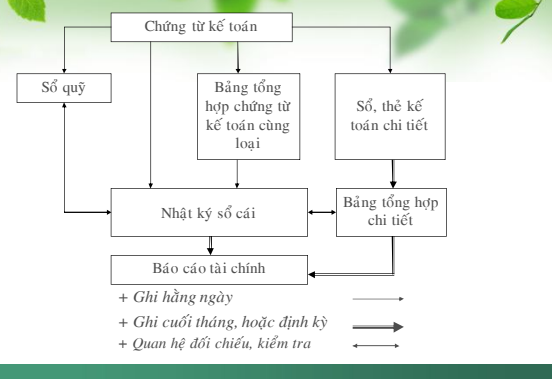 Chứng từ kế toán
Sổ quỹ
Bảng tổng
hợp chứng từ
kế toán cùng
loại
Sổ, thẻ kế
toán chi tiết
Nhật ký sổ cái
Bảng tổng hợp
chi tiết
Báo cáo tài chính
+ Ghi hằng ngày
+ Ghi cuối tháng, hoặc định kỳ
+ Quan hệ đối chiếu, kiểm tra